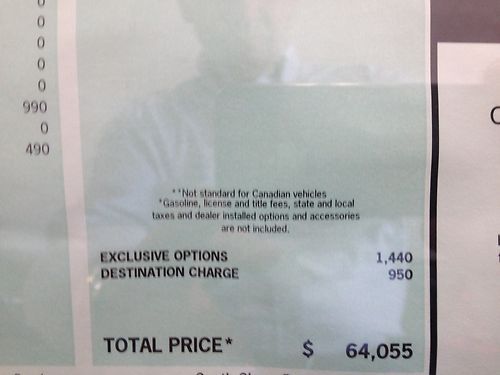 0
0
0
0
0
990
0
490
**Not standard for Canadian vehicles
*Gasoline, license and title fees, state and local
taxes and dealer installed options and accessories
are not included.
EXCLUSIVE OPTIONS 1,440
DESTINATION CHARGE 950
TOTAL PRICE* $ 64,055